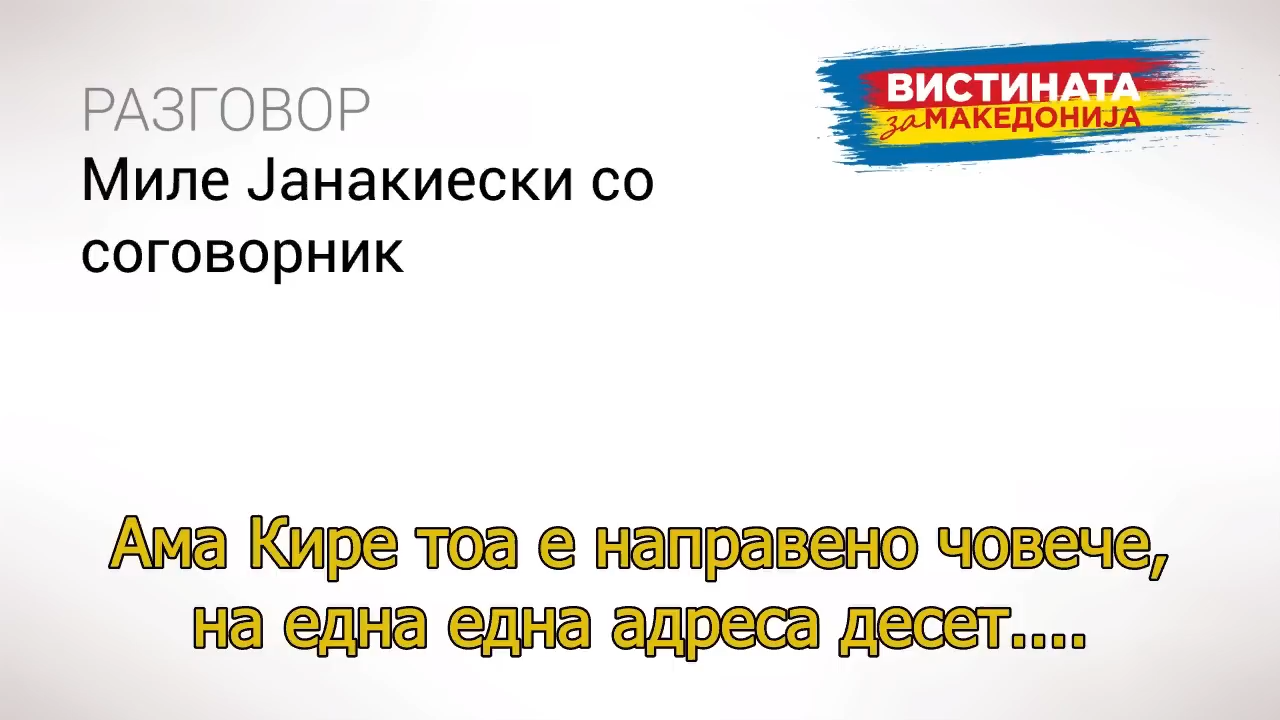 РАЗГОВОР
Миле Јанакиески со
соговорник
ВИСТИНАТА
за МАКЕДОНИЈА
Ама Кире тоа е направено човече,
на една една адреса десет....